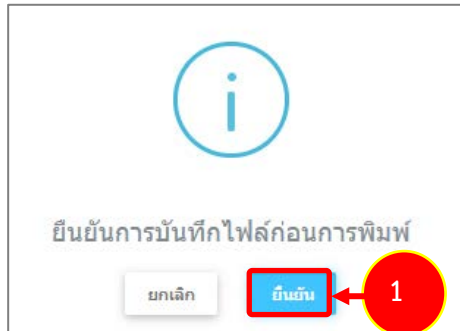 i
ยืนยันการบันทึกไฟล์ก่อนการพิมพ์
ยกเลิก ยืนยัน 1